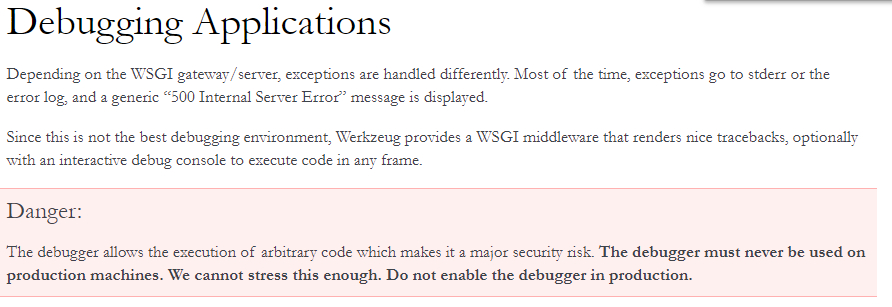 Debugging Applications
Depending on the WSGI gateway/server, exceptions are handled differently. Most of the time, exceptions go to stderr or the
error log, and a generic “500 Internal Server Error” message is displayed.
Since this is not the best debugging environment, Werkzeug provides a WSGI middleware that renders nice tracebacks, optionally
with an interactive debug console to execute code in any frame.
Danger:
The debugger allows the execution of arbitrary code which makes it a major security risk. The debugger must never be used on
production machines. We cannot stress this enough. Do not enable the debugger in production.